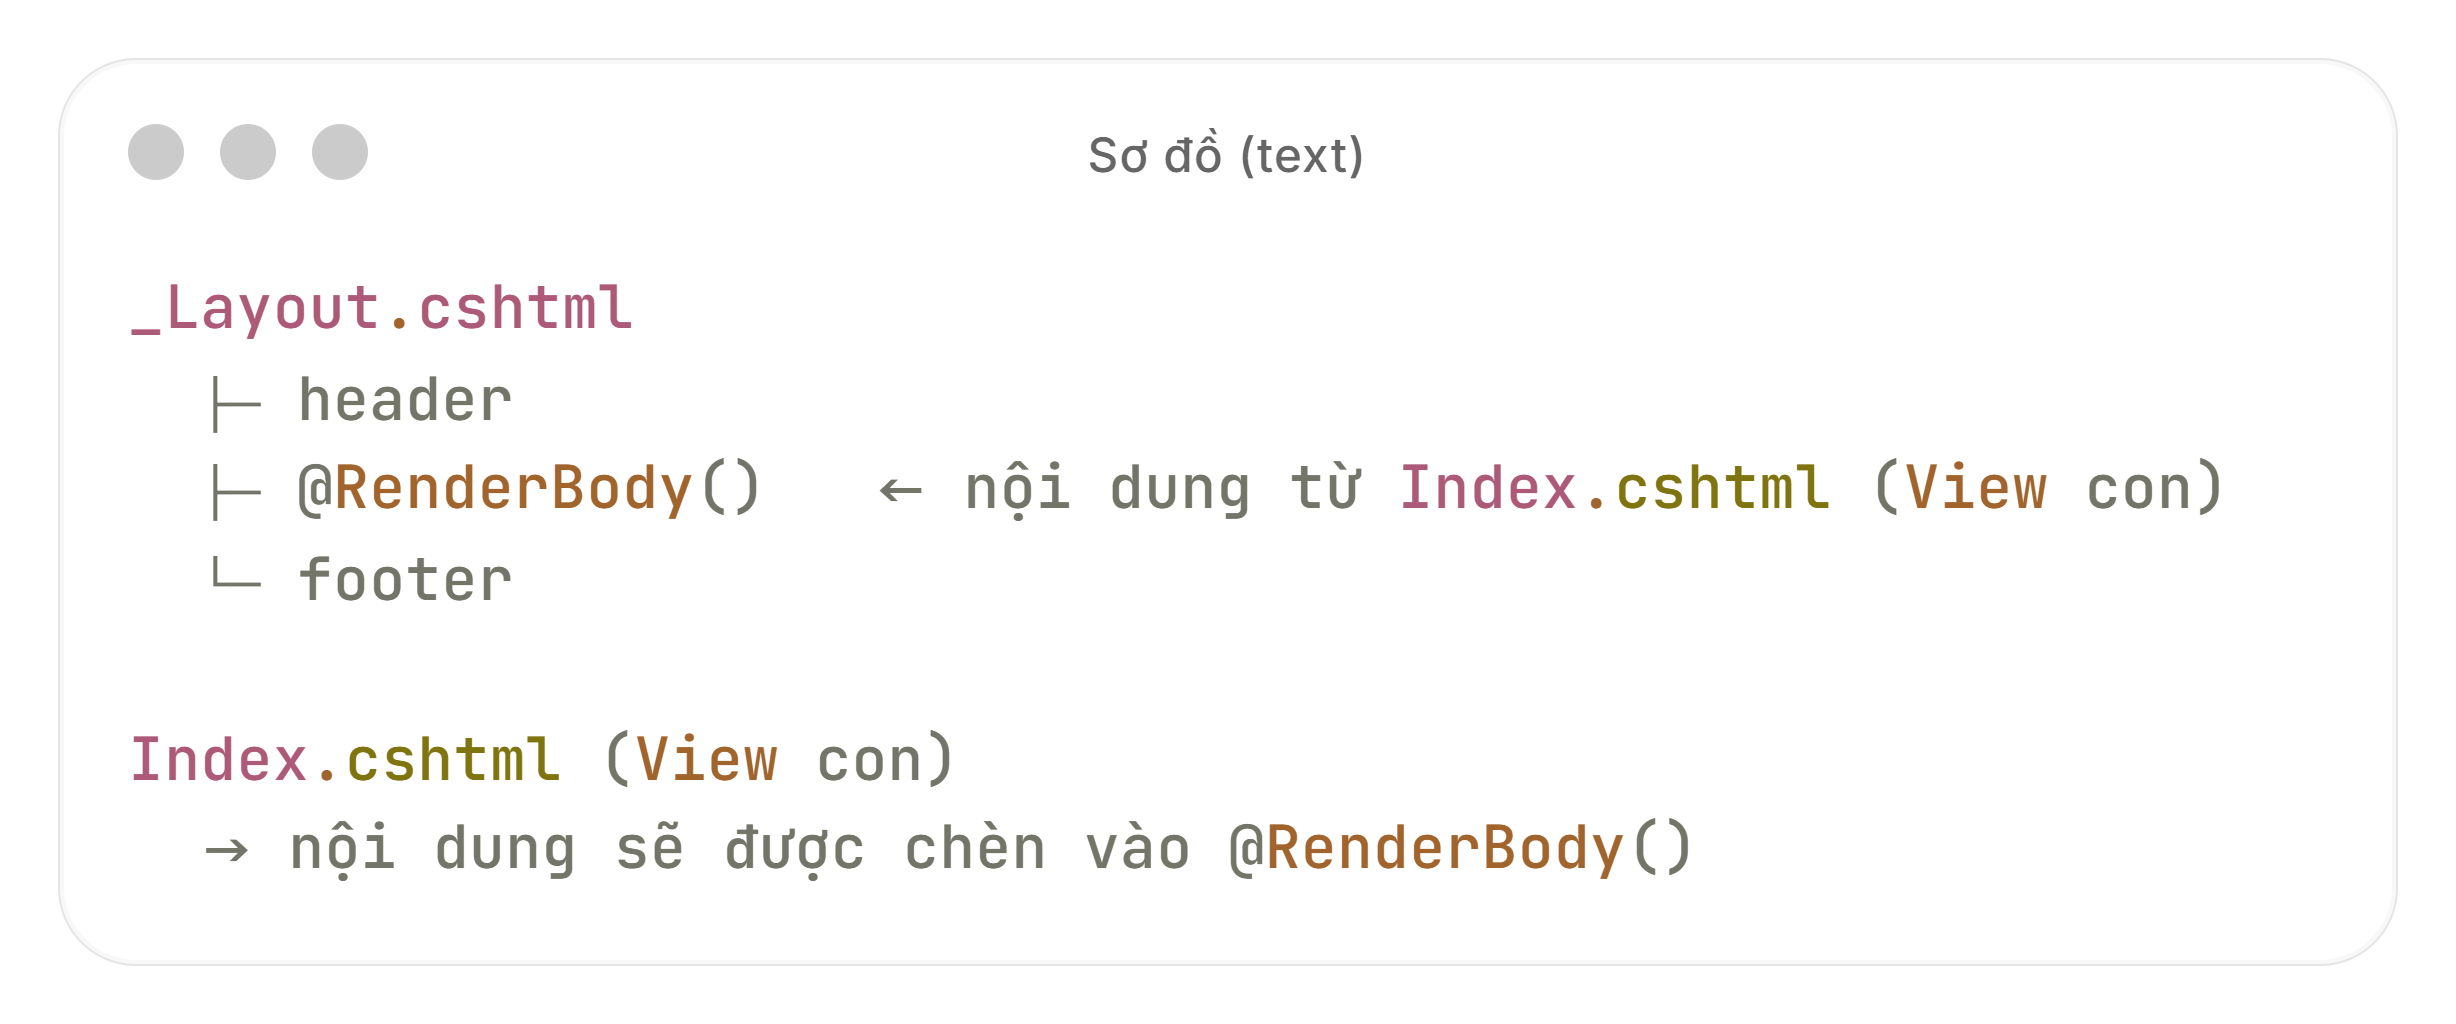 Sơ đồ (text)
_Layout.cshtml
├─ header
├─ @RenderBody()   ← nội dung từ Index.cshtml (View con)
└─ footer
Index.cshtml (View con)
→ nội dung sẽ được chèn vào @RenderBody()